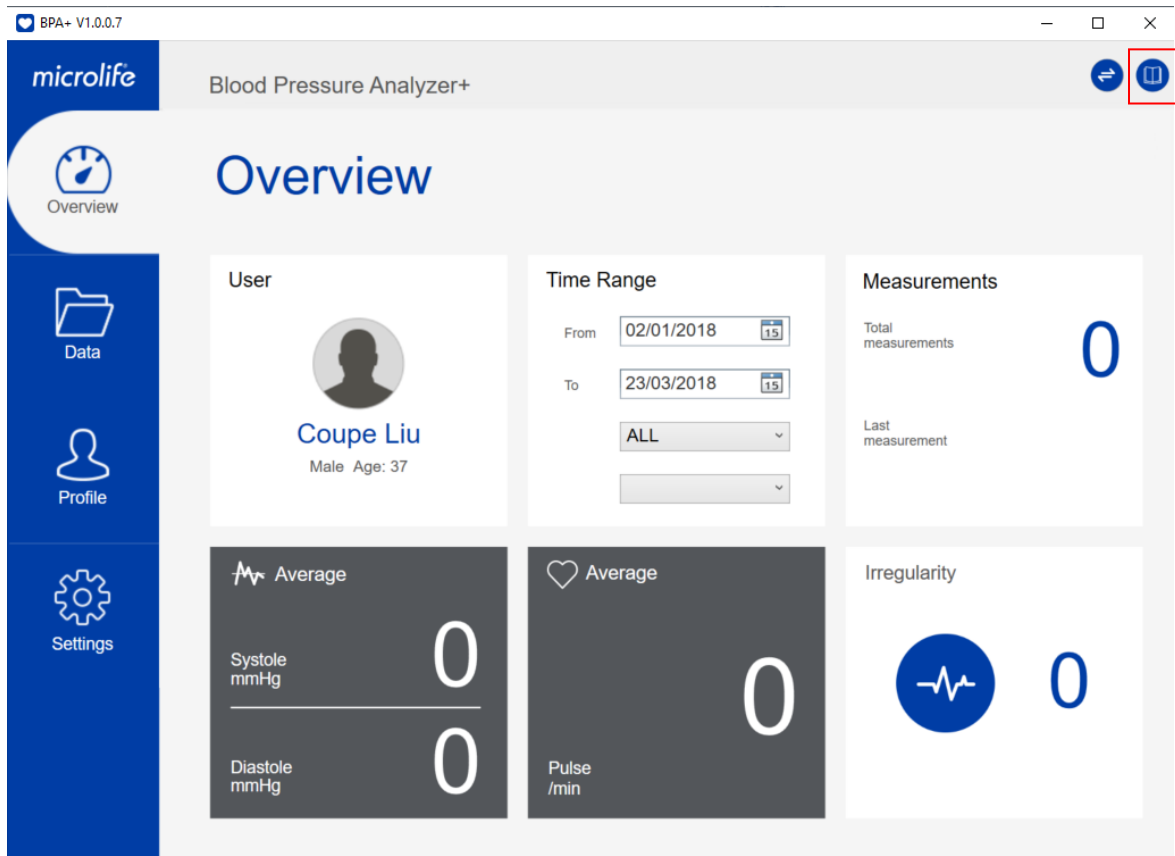 BPA+ V1.0.0.7
microlife
Blood Pressure Analyzer+
Overview
Data
Profile
Settings
Overview
User
Coupe Liu
Male Age: 37
Time Range
From 02/01/2018 15
To 23/03/2018 15
ALL
Measurements
Total
measurements
0
Last
measurement
Average
Systole
mmHg
0
Diastole
mmHg
0
Average
0
Pulse
/min
Irregularity
0